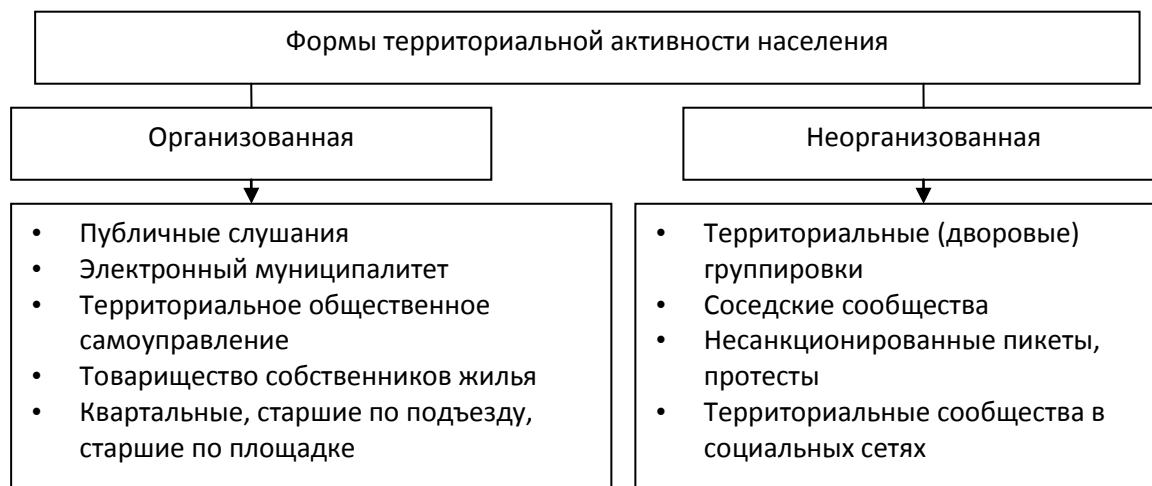 Формы территориальной активности населения
Организованная
• Публичные слушания
• Электронный муниципалитет
• Территориальное общественное
самоуправление
• Товарищество собственников жилья
• Квартальные, старшие по подъезду,
старшие по площадке
Неорганизованная
• Территориальные (дворовые)
группировки
• Соседские сообщества
• Несанкционированные пикеты,
протесты
• Территориальные сообщества в
социальных сетях